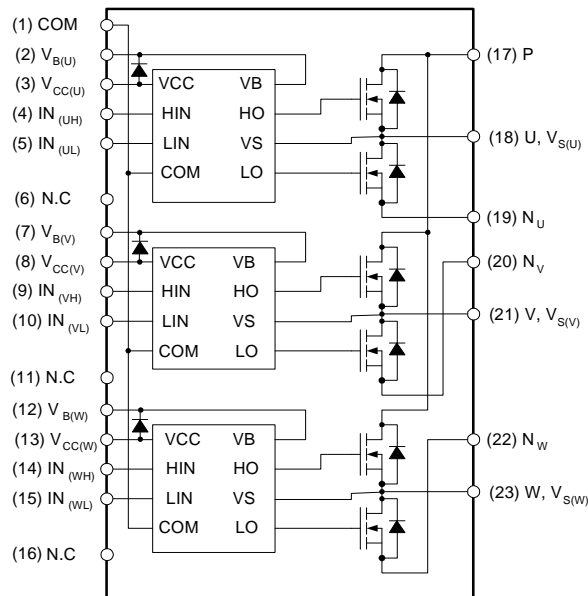 (1) COM
(2) V_B(U)
(3) V_CC(U)
(4) IN_(UH)
(5) IN_(UL)
(6) N.C
(7) V_B(V)
(8) V_CC(V)
(9) IN_(VH)
(10) IN_(VL)
(11) N.C
(12) V_B(W)
(13) V_CC(W)
(14) IN_(WH)
(15) IN_(WL)
(16) N.C
VCC VB
HIN HO
LIN VS
COM LO
VCC VB
HIN HO
LIN VS
COM LO
VCC VB
HIN HO
LIN VS
COM LO
(17) P
(18) U, V_S(U)
(19) N_U
(20) N_V
(21) V, V_S(V)
(22) N_W
(23) W, V_S(W)